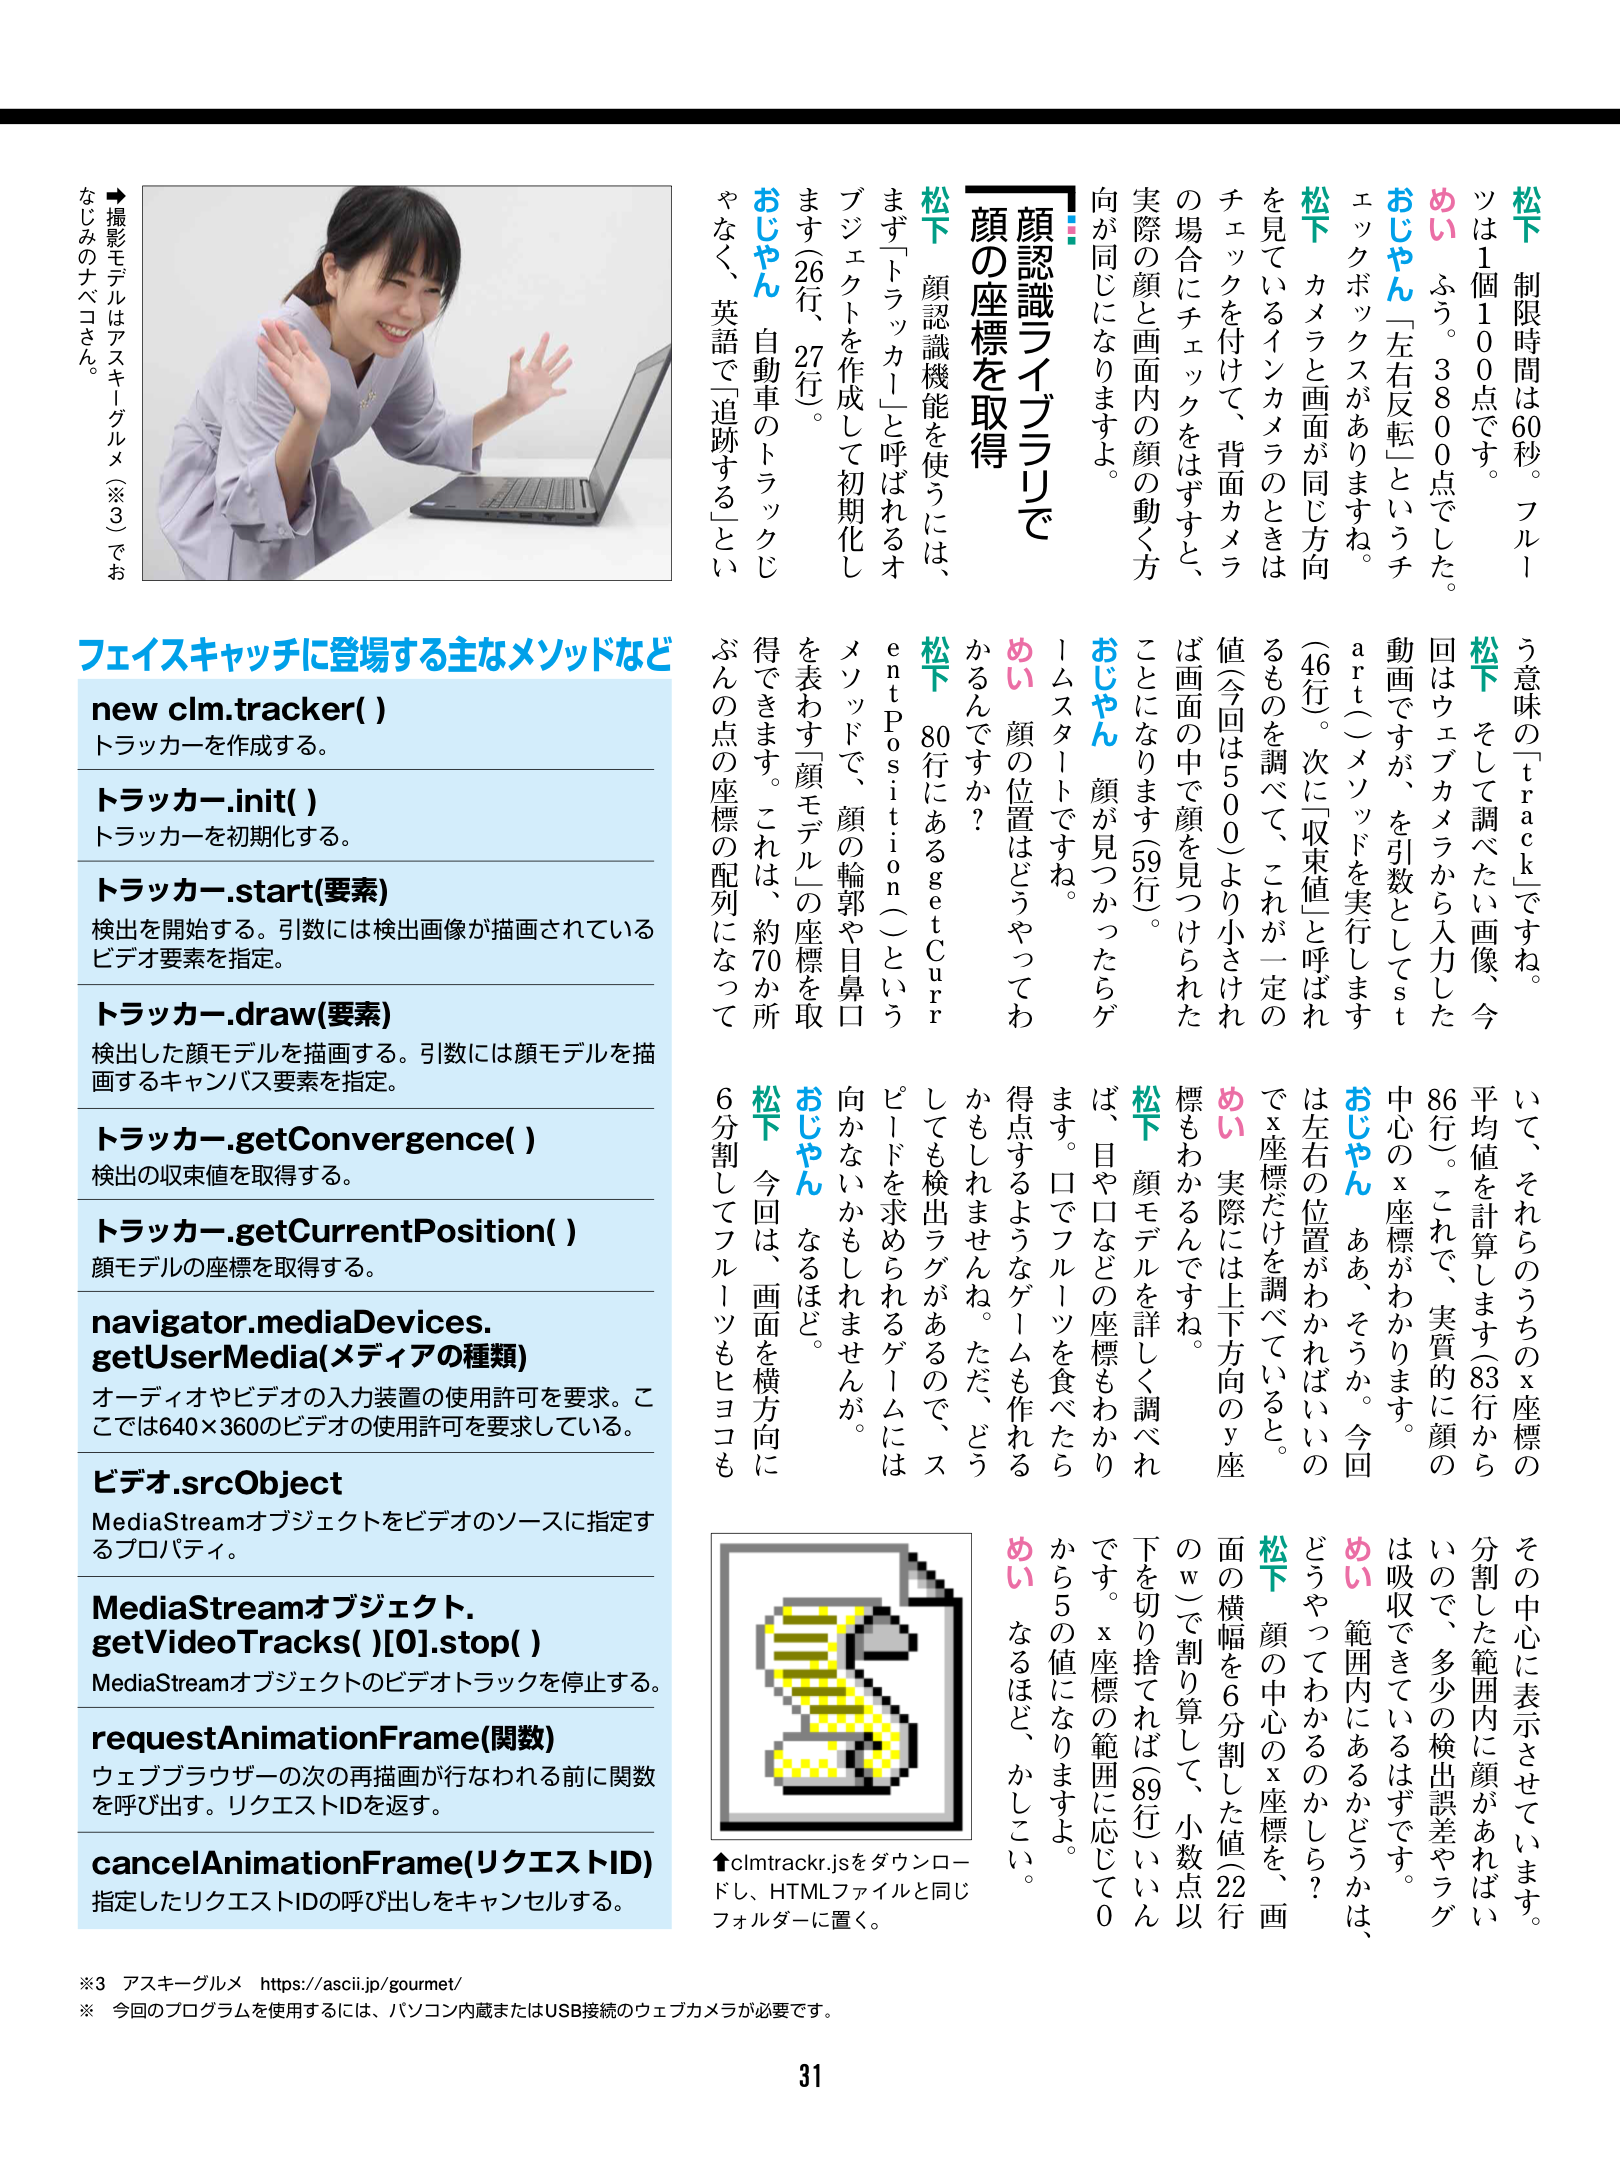 松下　制限時間は60秒。フルー
ツは1個100点です。
めい　ふう。3800点でした。
おじやん　「左右反転」というチ
ェックボックスがありますね。
松下　カメラと画面が同じ方向
を見ているインカメラのときは
チェックを付けて、背面カメラ
の場合にチェックをはずすと、
実際の顔と画面内の顔の動く方
向が同じになりますよ。
顔認識ライブラリで
顔の座標を取得
松下　顔認識機能を使うには、
まず「トラッカー」と呼ばれるオ
ブジェクトを作成して初期化し
ます（26行、27行）。
おじやん　自動車のトラックじ
ゃなく、英語で「追跡する」とい
う意味の「track」ですね。
松下　そして調べたい画像、今
回はウェブカメラから入力した
動画ですが、を引数としてst
art()メソッドを実行します
（46行）。次に「収束値」と呼ばれ
るものを調べて、これが一定の
値（今回は500）より小さけれ
ば画面の中で顔を見つけられた
ことになります（59行）。
おじやん　顔が見つかったらゲ
ームスタートですね。
めい　顔の位置はどうやってわ
かるんですか？
松下　80行にあるgetCurr
entPosition()という
メソッドで、顔の輪郭や目鼻口
を表わす「顔モデル」の座標を取
得できます。これは、約70か所
ぶんの点の座標の配列になって
いて、それらのうちのx座標の
平均値を計算します（83行から
86行）。これで、実質的に顔の
中心のx座標がわかります。
おじやん　ああ、そうか。今回
は左右の位置がわかればいいの
でx座標だけを調べていると。
めい　実際には上下方向のy座
標もわかるんですね。
松下　顔モデルを詳しく調べれ
ば、目や口などの座標もわかり
ます。口でフルーツを食べたら
得点するようなゲームも作れる
かもしれませんね。ただ、どう
しても検出ラグがあるので、ス
ピードを求められるゲームには
向かないかもしれませんが。
おじやん　なるほど。
松下　今回は、画面を横方向に
6分割してフルーツもヒヨコも
その中心に表示させています。
分割した範囲内に顔があればい
いので、多少の検出誤差やラグ
は吸収できているはずです。
めい　範囲内にあるかどうかは、
どうやってわかるのかしら？
松下　顔の中心のx座標を、画
面の横幅を6分割した値（22行
のw）で割り算して、小数点以
下を切り捨てれば（89行）いいん
です。x座標の範囲に応じて0
から5の値になりますよ。
めい　なるほど、かしこい。
➡撮影モデルはアスキーグルメ（※3）でお
なじみのナベコさん。
フェイスキャッチに登場する主なメソッドなど
new clm.tracker( )
トラッカーを作成する。
トラッカー.init( )
トラッカーを初期化する。
トラッカー.start(要素)
検出を開始する。引数には検出画像が描画されている
ビデオ要素を指定。
トラッカー.draw(要素)
検出した顔モデルを描画する。引数には顔モデルを描
画するキャンバス要素を指定。
トラッカー.getConvergence( )
検出の収束値を取得する。
トラッカー.getCurrentPosition( )
顔モデルの座標を取得する。
navigator.mediaDevices.
getUserMedia(メディアの種類)
オーディオやビデオの入力装置の使用許可を要求。こ
こでは640×360のビデオの使用許可を要求している。
ビデオ.srcObject
MediaStreamオブジェクトをビデオのソースに指定す
るプロパティ。
MediaStreamオブジェクト.
getVideoTracks( )[0].stop( )
MediaStreamオブジェクトのビデオトラックを停止する。
requestAnimationFrame(関数)
ウェブブラウザーの次の再描画が行なわれる前に関数
を呼び出す。リクエストIDを返す。
cancelAnimationFrame(リクエストID)
指定したリクエストIDの呼び出しをキャンセルする。
⬆clmtrackr.jsをダウンロー
ドし、HTMLファイルと同じ
フォルダーに置く。
※3　アスキーグルメ　https://ascii.jp/gourmet/
※　今回のプログラムを使用するには、パソコン内蔵またはUSB接続のウェブカメラが必要です。
31